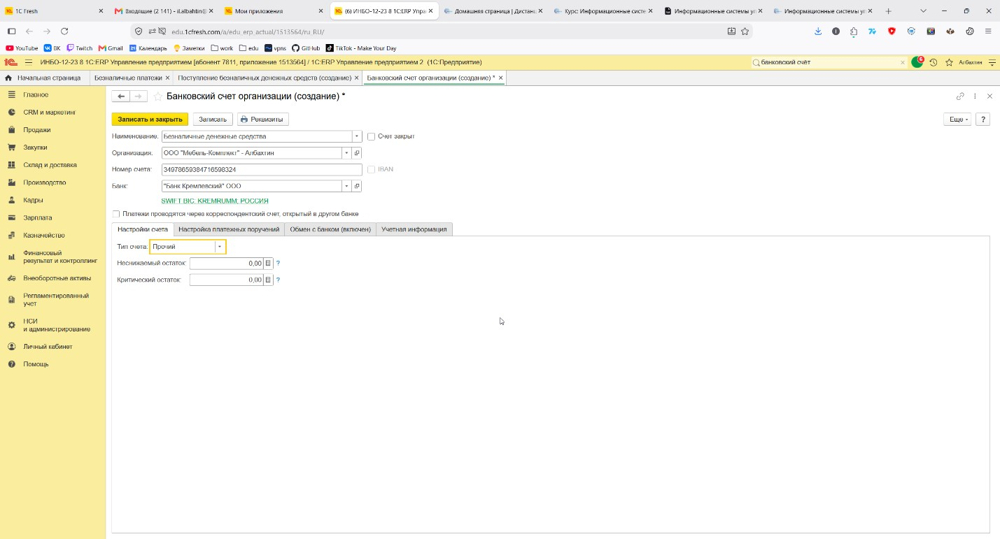 1C Fresh
Входящие (2 141) - il.albahtin@
Мои приложения
(6) ИНБО-12-23 8 1С:ERP Упра
Домашняя страница | Дистанц
Курс: Информационные систе
Информационные системы уп
Информационные системы уп
edu.1cfresh.com/a/edu_erp_actual/1513564/ru_RU/
YouTube
ВК
Twitch
Gmail
Календарь
Заметки
work
edu
vpns
GitHub
TikTok - Make Your Day
ИНБО-12-23 8 1С:ERP Управление предприятием [абонент 7811, приложение 1513564] / 1С:ERP Управление предприятием 2 (1С:Предприятие)
банковский счёт
6
Албахтин
Начальная страница
Безналичные платежи
Поступление безналичных денежных средств (создание)
Банковский счет организации (создание) *
Главное
CRM и маркетинг
Продажи
Закупки
Склад и доставка
Производство
Кадры
Зарплата
Казначейство
Финансовый
результат и контроллинг
Внеоборотные активы
Регламентированный
учет
НСИ
и администрирование
Личный кабинет
Помощь
Банковский счет организации (создание) *
Записать и закрыть
Записать
Реквизиты
Еще
?
Наименование: Безналичные денежные средства
Счет закрыт
Организация: ООО "Мебель-Комплект" - Албахтин
Номер счета: 34978659384716598324
IBAN
Банк: "Банк Кремлевский" ООО
SWIFT BIC: KREMRUMM; РОССИЯ
Платежи проводятся через корреспондентский счет, открытый в другом банке
Настройки счета
Настройка платежных поручений
Обмен с банком (включен)
Учетная информация
Тип счета: Прочий
Неснижаемый остаток: 0,00 ?
Критический остаток: 0,00 ?